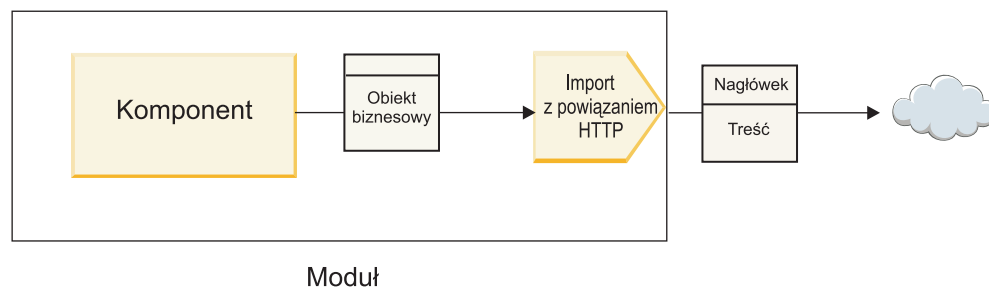 Komponent
Obiekt
biznesowy
Import
z powiązaniem
HTTP
Nagłówek
Treść
Moduł